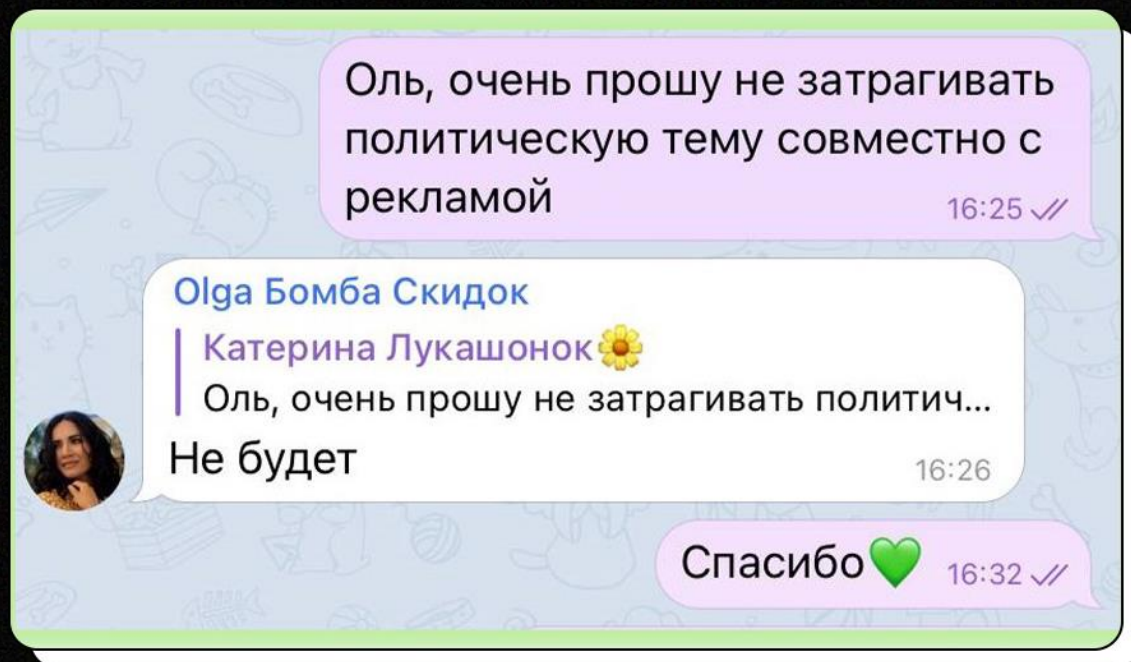 Оль, очень прошу не затрагивать
политическую тему совместно с
рекламой
16:25
Olga Бомба Скидок
Катерина Лукашонок🌼
Оль, очень прошу не затрагивать политич...
Не будет
16:26
Спасибо💚
16:32